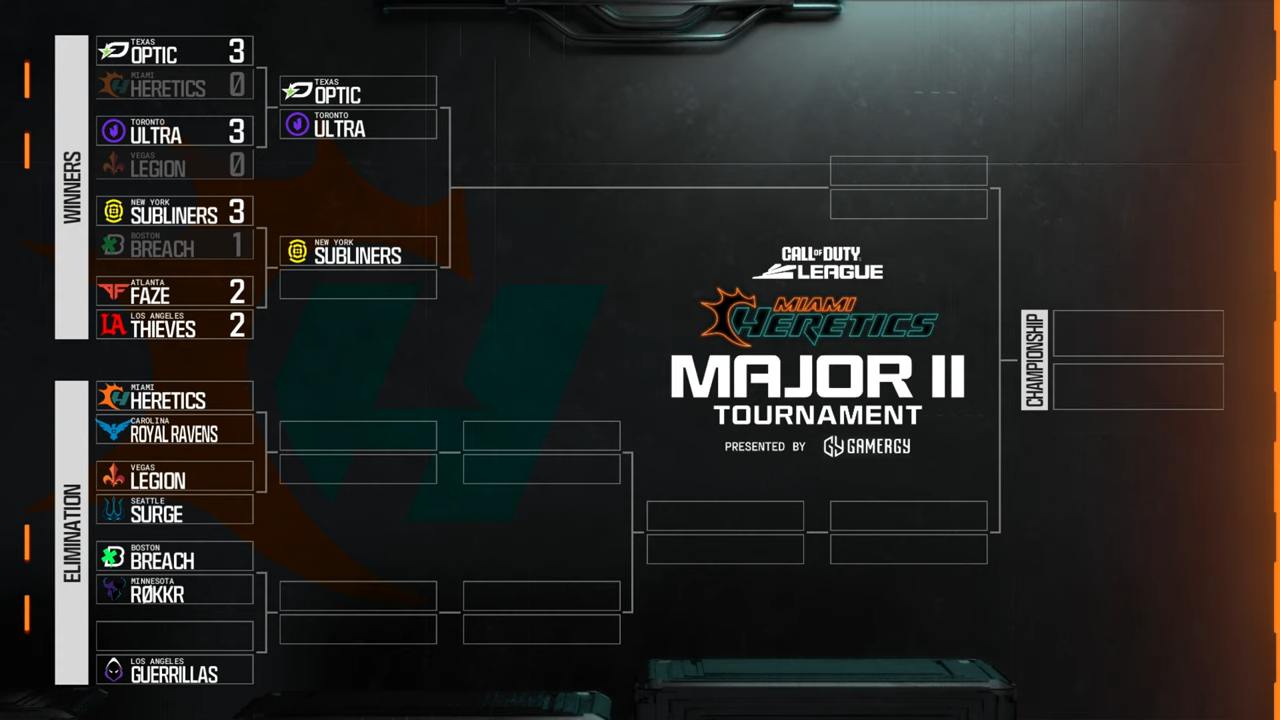 WINNERS
TEXAS
OPTIC 3
MIAMI
HERETICS 0
TORONTO
ULTRA 3
VEGAS
LEGION 0
NEW YORK
SUBLINERS 3
BOSTON
BREACH 1
ATLANTA
FAZE 2
LA
LOS ANGELES
THIEVES 2
TEXAS
OPTIC
TORONTO
ULTRA
NEW YORK
SUBLINERS
ELIMINATION
MIAMI
HERETICS
CAROLINA
ROYAL RAVENS
VEGAS
LEGION
SEATTLE
SURGE
BOSTON
BREACH
MINNESOTA
RØKKR
LOS ANGELES
GUERRILLAS
CALL OF DUTY
LEAGUE
MIAMI
HERETICS
MAJOR II
TOURNAMENT
PRESENTED BY GAMERGY
CHAMPIONSHIP